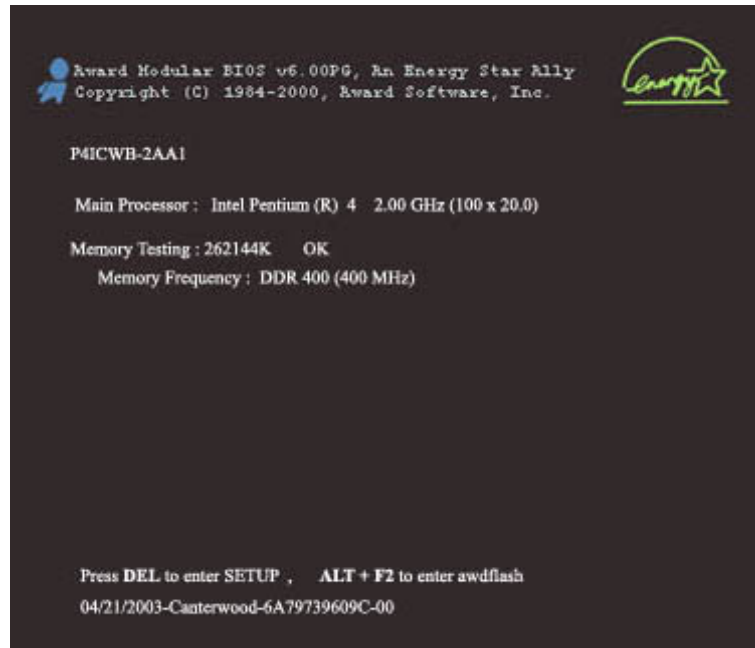 Award Modular BIOS v6.00PG, An Energy Star Ally
Copyright (C) 1984-2000, Award Software, Inc.
energy
P4ICWB-2AA1
Main Processor : Intel Pentium (R) 4 2.00 GHz (100 x 20.0)
Memory Testing : 262144K OK
Memory Frequency : DDR 400 (400 MHz)
Press DEL to enter SETUP , ALT + F2 to enter awdflash
04/21/2003-Canterwood-6A79739609C-00